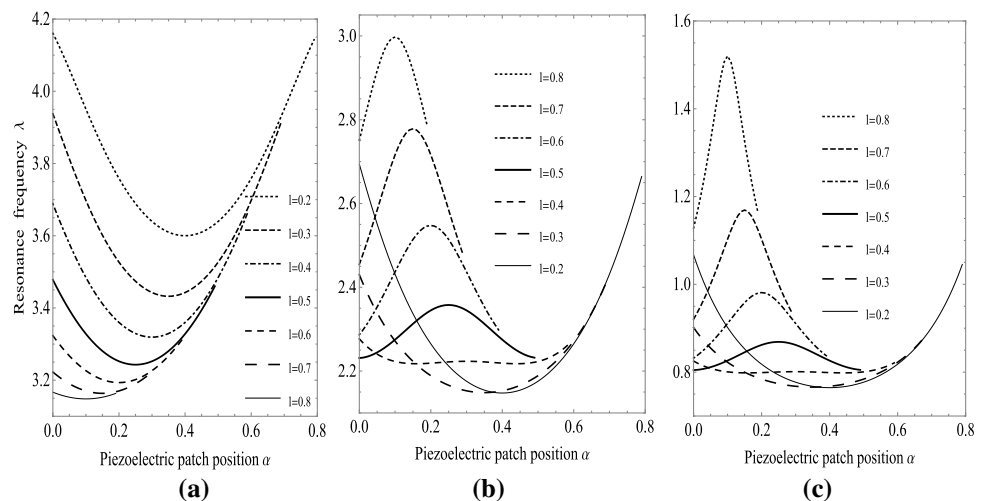 Resonance frequency λ
4.2
4.0
3.8
3.6
3.4
3.2
l=0.2
l=0.3
l=0.4
l=0.5
l=0.6
l=0.7
l=0.8
0.0 0.2 0.4 0.6 0.8
Piezoelectric patch position α
(a)
3.0
2.8
2.6
2.4
2.2
l=0.8
l=0.7
l=0.6
l=0.5
l=0.4
l=0.3
l=0.2
0.0 0.2 0.4 0.6 0.8
Piezoelectric patch position α
(b)
1.6
1.4
1.2
1.0
0.8
l=0.8
l=0.7
l=0.6
l=0.5
l=0.4
l=0.3
l=0.2
0.0 0.2 0.4 0.6 0.8
Piezoelectric patch position α
(c)